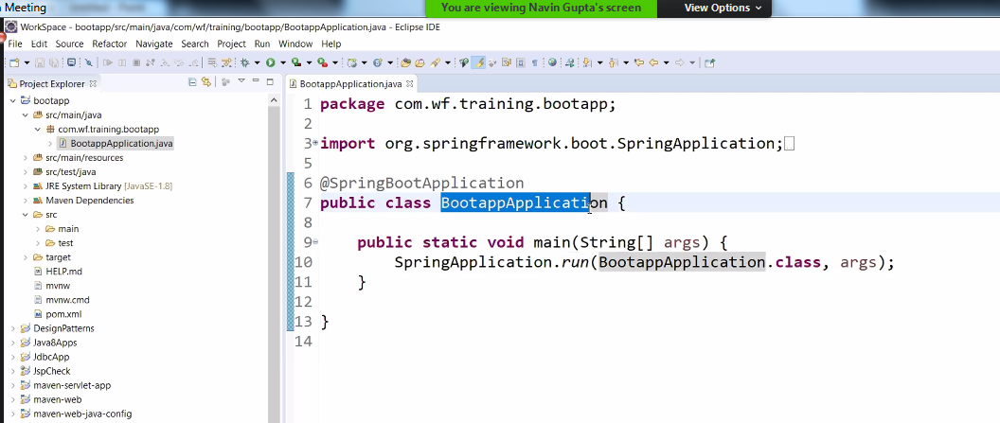 Meeting
You are viewing Navin Gupta's screen
View Options
WorkSpace - bootapp/src/main/java/com/wf/training/bootapp/BootappApplication.java - Eclipse IDE
File Edit Source Refactor Navigate Search Project Run Window Help
Project Explorer
BootappApplication.java
bootapp
src/main/java
com.wf.training.bootapp
BootappApplication.java
src/main/resources
src/test/java
JRE System Library [JavaSE-1.8]
Maven Dependencies
src
main
test
target
HELP.md
mvnw
mvnw.cmd
pom.xml
DesignPatterns
Java8Apps
JdbcApp
JspCheck
maven-servlet-app
maven-web
maven-web-java-config
1 package com.wf.training.bootapp;
2
3 import org.springframework.boot.SpringApplication;
5
6 @SpringBootApplication
7 public class BootappApplication {
8
9 public static void main(String[] args) {
10 SpringApplication.run(BootappApplication.class, args);
11 }
12
13 }
14